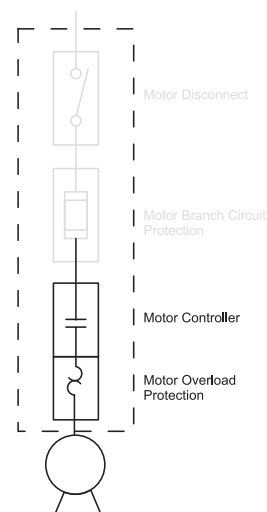 Motor Disconnect
Motor Branch Circuit
Protection
Motor Controller
Motor Overload
Protection